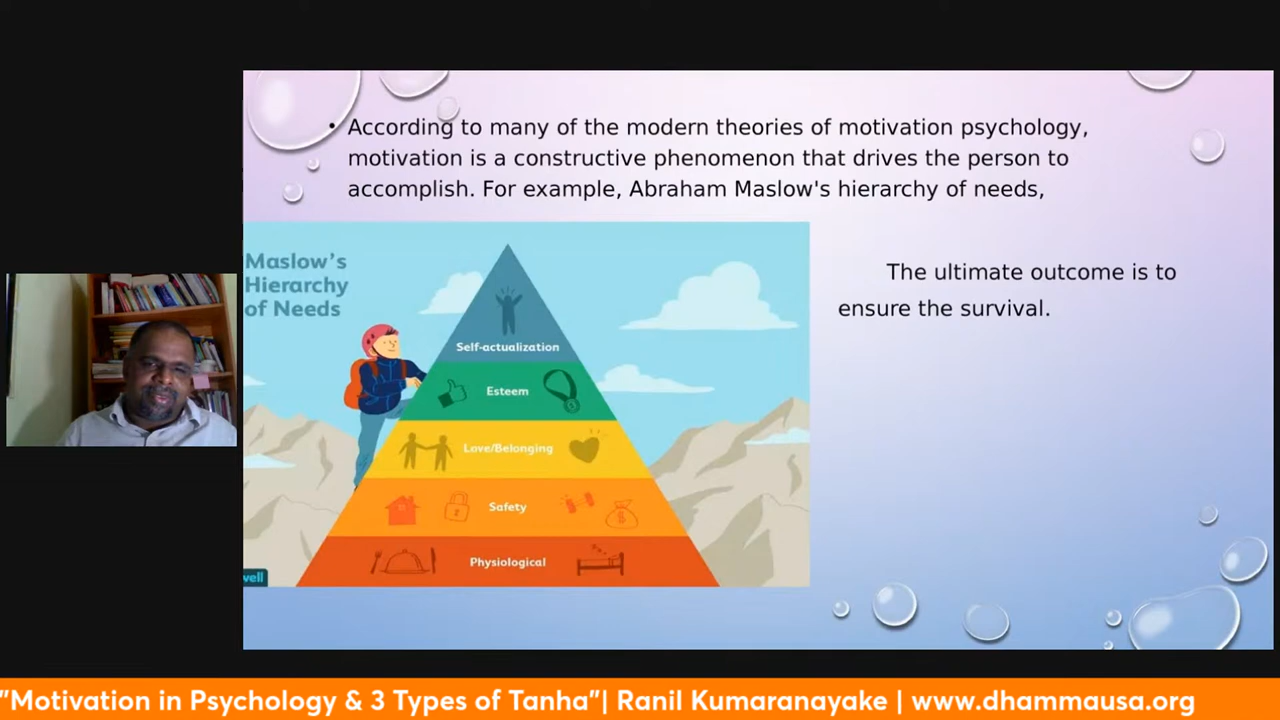 • According to many of the modern theories of motivation psychology,
motivation is a constructive phenomenon that drives the person to
accomplish. For example, Abraham Maslow's hierarchy of needs,
Maslow's
Hierarchy
of Needs
Self-actualization
Esteem
Love/Belonging
Safety
Physiological
well
The ultimate outcome is to
ensure the survival.
"Motivation in Psychology & 3 Types of Tanha"| Ranil Kumaranayake | www.dhammausa.org